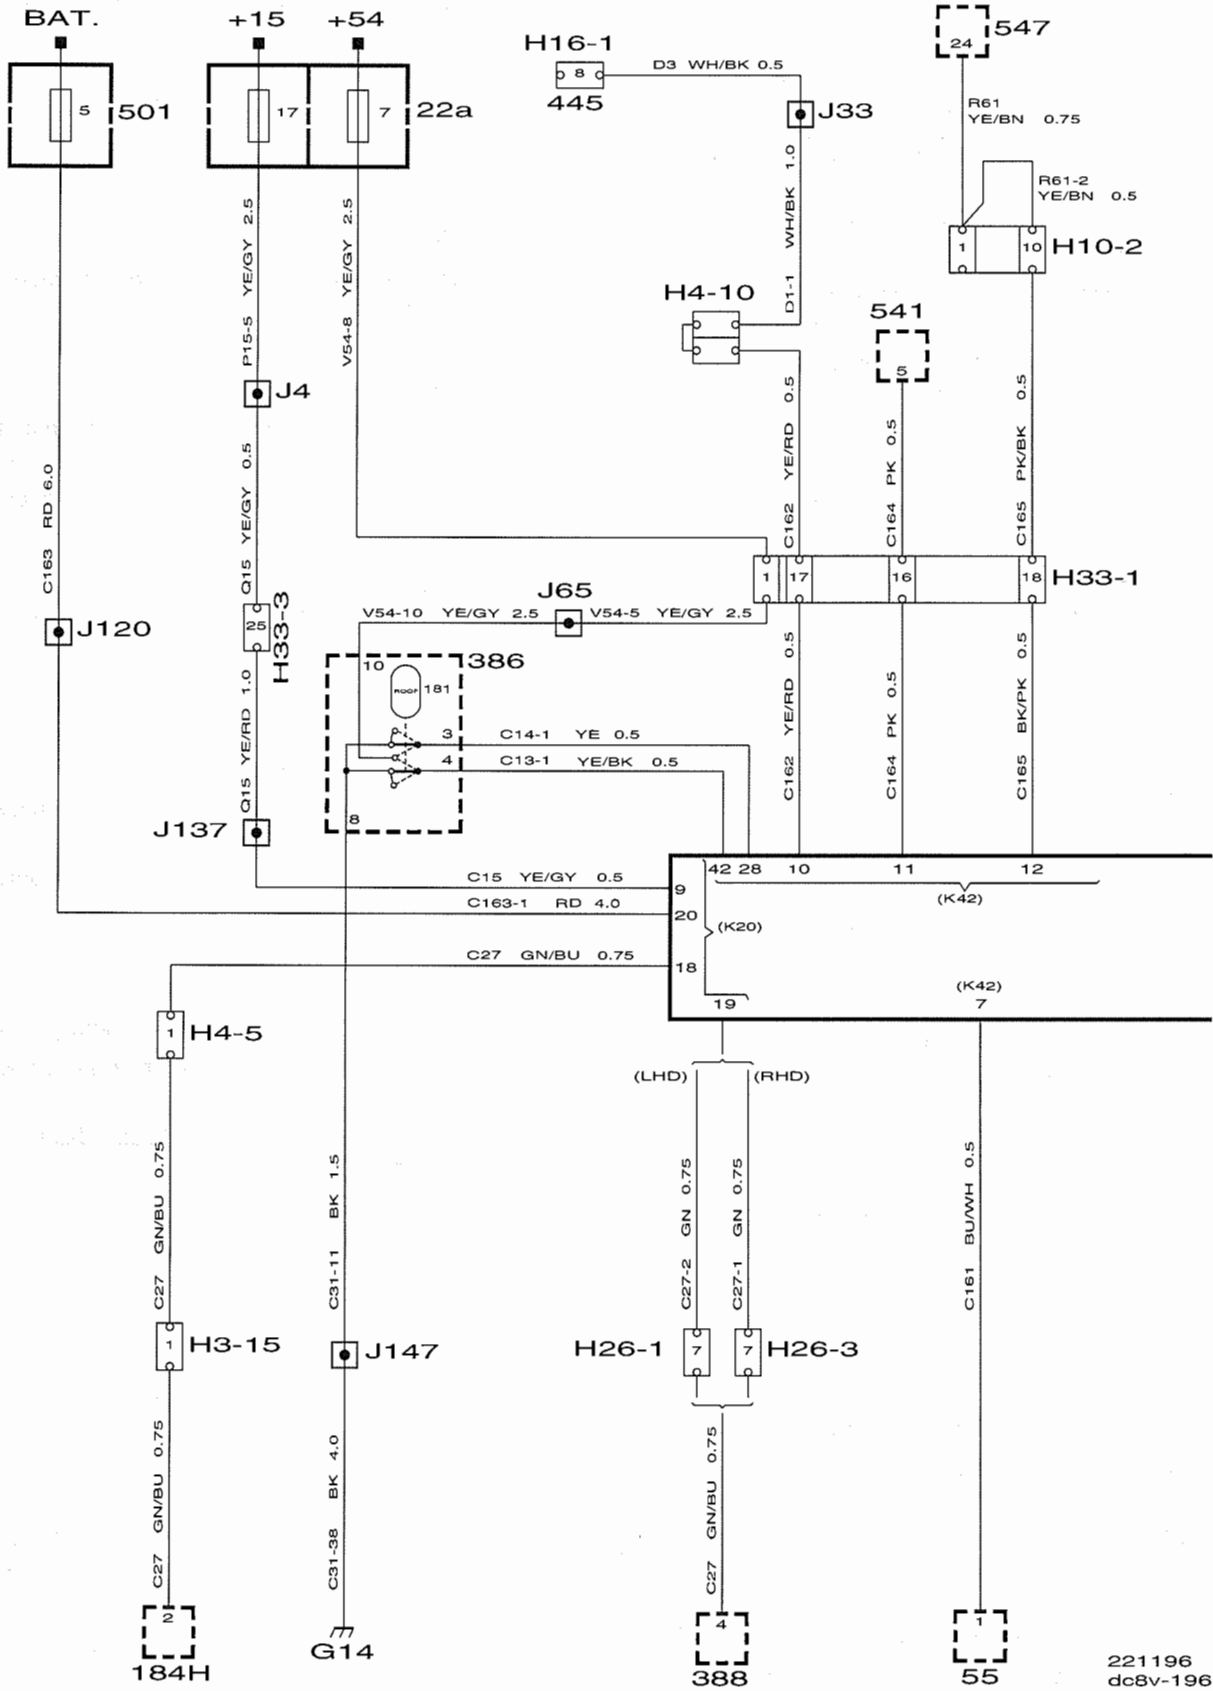 BAT.
+15
+54
H16-1
8
445
D3 WH/BK 0.5
24
547
5
501
17
7
22a
J33
R61
YE/BN 0.75
R61-2
YE/BN 0.5
P15-5 YE/GY 2.5
V54-8 YE/GY 2.5
D1-1 WH/BK 1.0
1
10
H10-2
H4-10
541
5
J4
C163 RD 6.0
Q15 YE/GY 0.5
C162 YE/RD 0.5
C164 PK 0.5
C165 PK/BK 0.5
1
17
16
18
H33-1
J65
V54-10 YE/GY 2.5
V54-5 YE/GY 2.5
J120
25
H33-3
10
386
ROOF
181
3
C14-1 YE 0.5
4
C13-1 YE/BK 0.5
8
Q15 YE/RD 1.0
C162 YE/RD 0.5
C164 PK 0.5
C165 BK/PK 0.5
J137
42
28
10
11
12
C15 YE/GY 0.5
9
(K42)
C163-1 RD 4.0
20
(K20)
C27 GN/BU 0.75
18
19
(K42)
7
1
H4-5
(LHD)
(RHD)
C27 GN/BU 0.75
C31-11 BK 1.5
C27-2 GN 0.75
C27-1 GN 0.75
C161 BU/WH 0.5
1
H3-15
J147
H26-1
7
7
H26-3
C27 GN/BU 0.75
C31-38 BK 4.0
C27 GN/BU 0.75
2
184H
G14
4
388
1
55
221196
dc8v-196